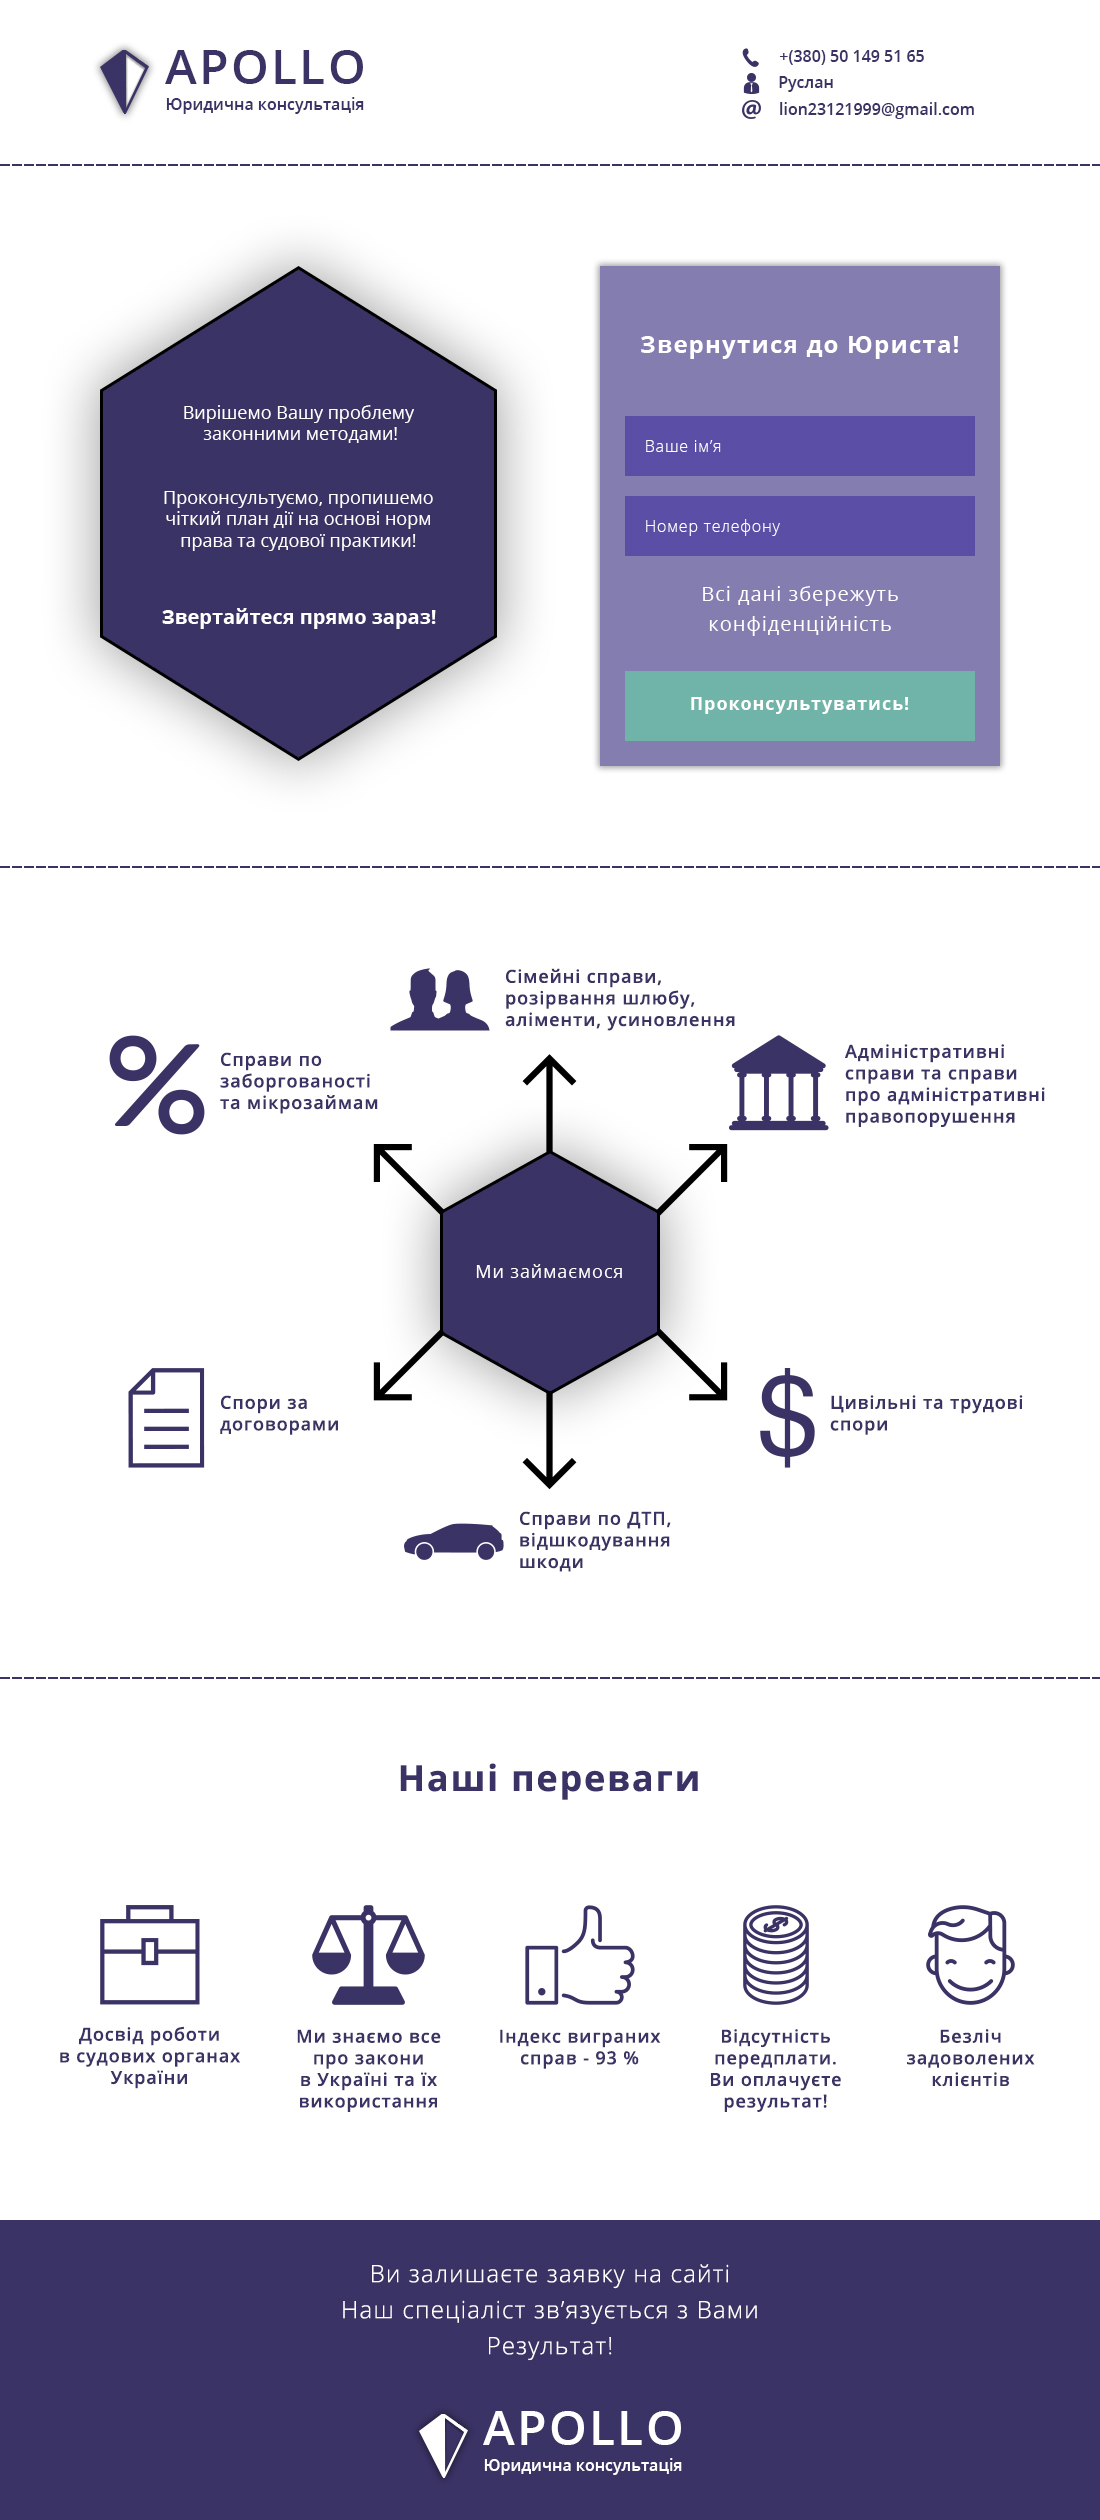 APOLLO
Юридична консультація
+(380) 50 149 51 65
Руслан
@ lion23121999@gmail.com
Вирішемо Вашу проблему
законними методами!
Проконсультуємо, пропишемо
чіткий план дії на основі норм
права та судової практики!
Звертайтеся прямо зараз!
Звернутися до Юриста!
Ваше ім’я
Номер телефону
Всі дані збережуть
конфіденційність
Проконсультуватись!
Сімейні справи,
розірвання шлюбу,
аліменти, усиновлення
Справи по
заборгованості
та мікрозаймам
Адміністративні
справи та справи
про адміністративні
правопорушення
Ми займаємося
Спори за
договорами
$
Цивільні та трудові
спори
Справи по ДТП,
відшкодування
шкоди
Наші переваги
Досвід роботи
в судових органах
України
Ми знаємо все
про закони
в Україні та їх
використання
Індекс виграних
справ - 93 %
Відсутність
передплати.
Ви оплачуєте
результат!
Безліч
задоволених
клієнтів
Ви залишаєте заявку на сайті
Наш спеціаліст зв’язується з Вами
Результат!
APOLLO
Юридична консультація